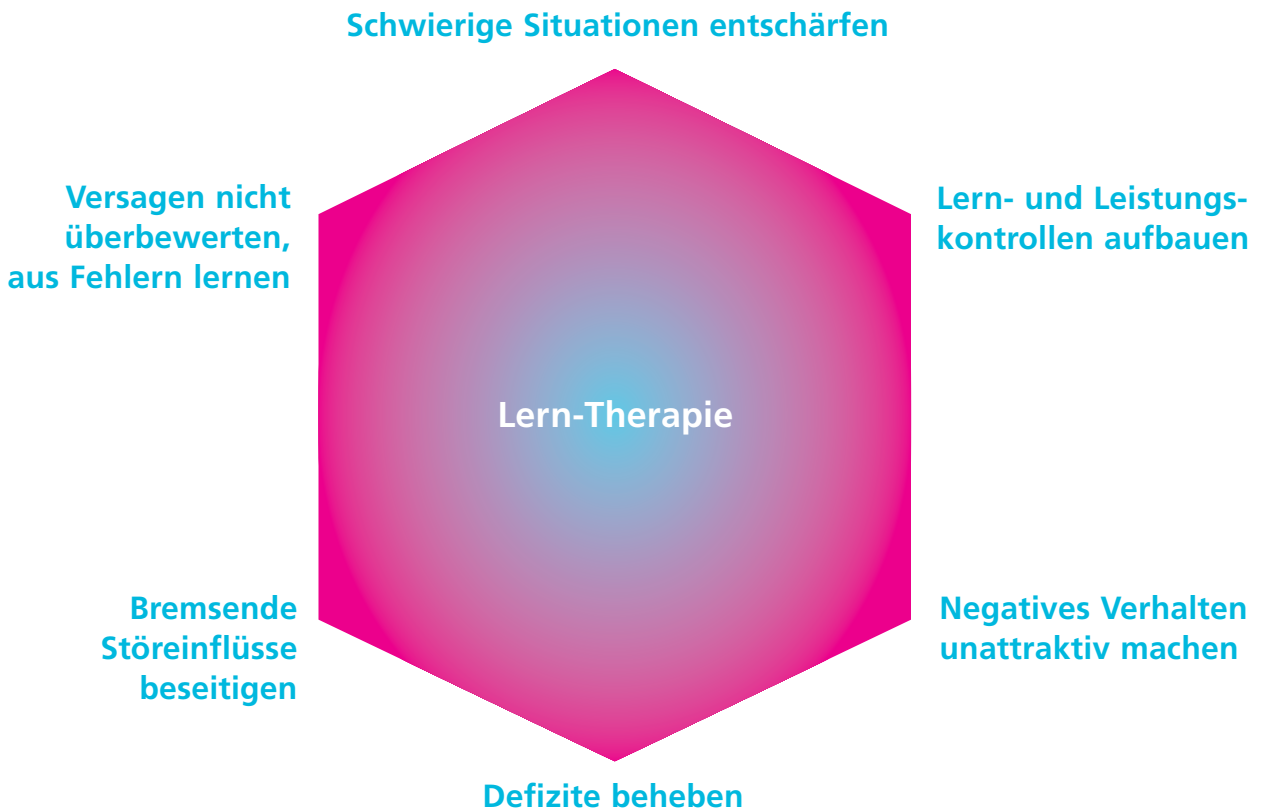 Schwierige Situationen entschärfen
Versagen nicht
überbewerten,
aus Fehlern lernen
Lern- und Leistungs-
kontrollen aufbauen
Lern-Therapie
Bremsende
Störeinflüsse
beseitigen
Negatives Verhalten
unattraktiv machen
Defizite beheben